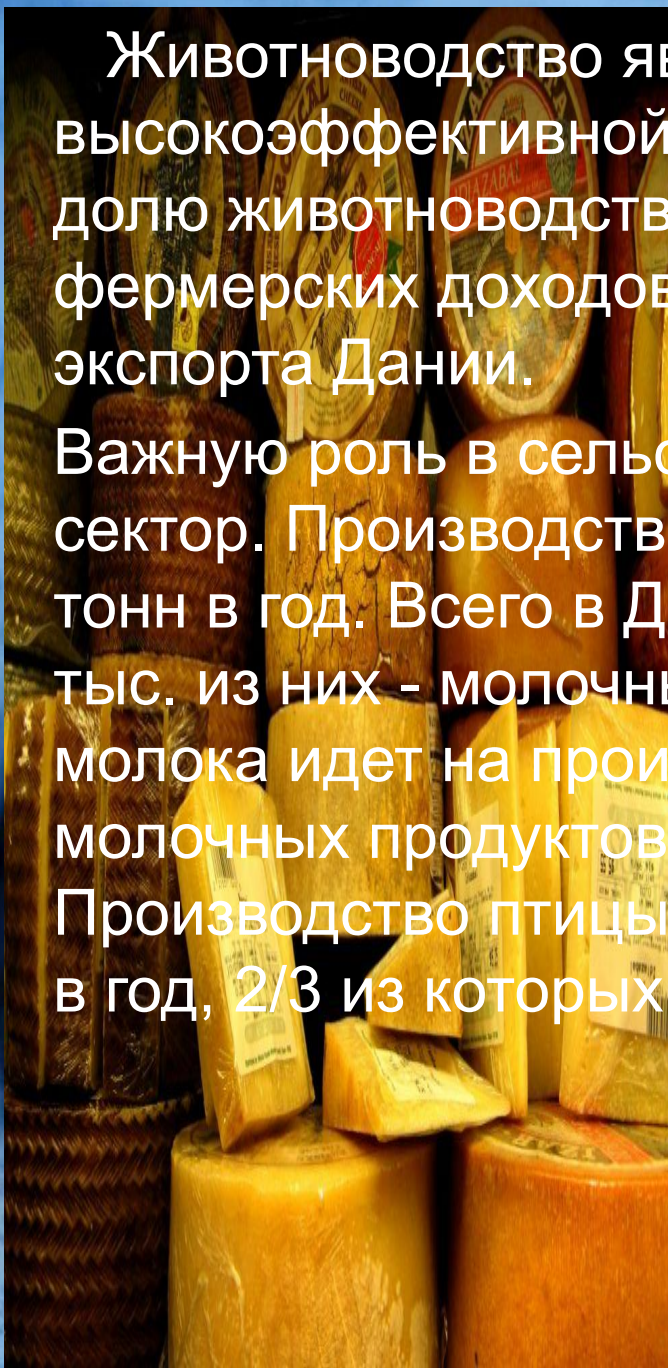 Животноводство яв
высокоэффективной
долю животноводств
фермерских доходов
экспорта Дании.
Важную роль в сельс
сектор. Производств
тонн в год. Всего в Д
тыс. из них - молочн
молока идет на прои
молочных продуктов
Производство птицы
в год, 2/3 из которых
IDIAZABAL